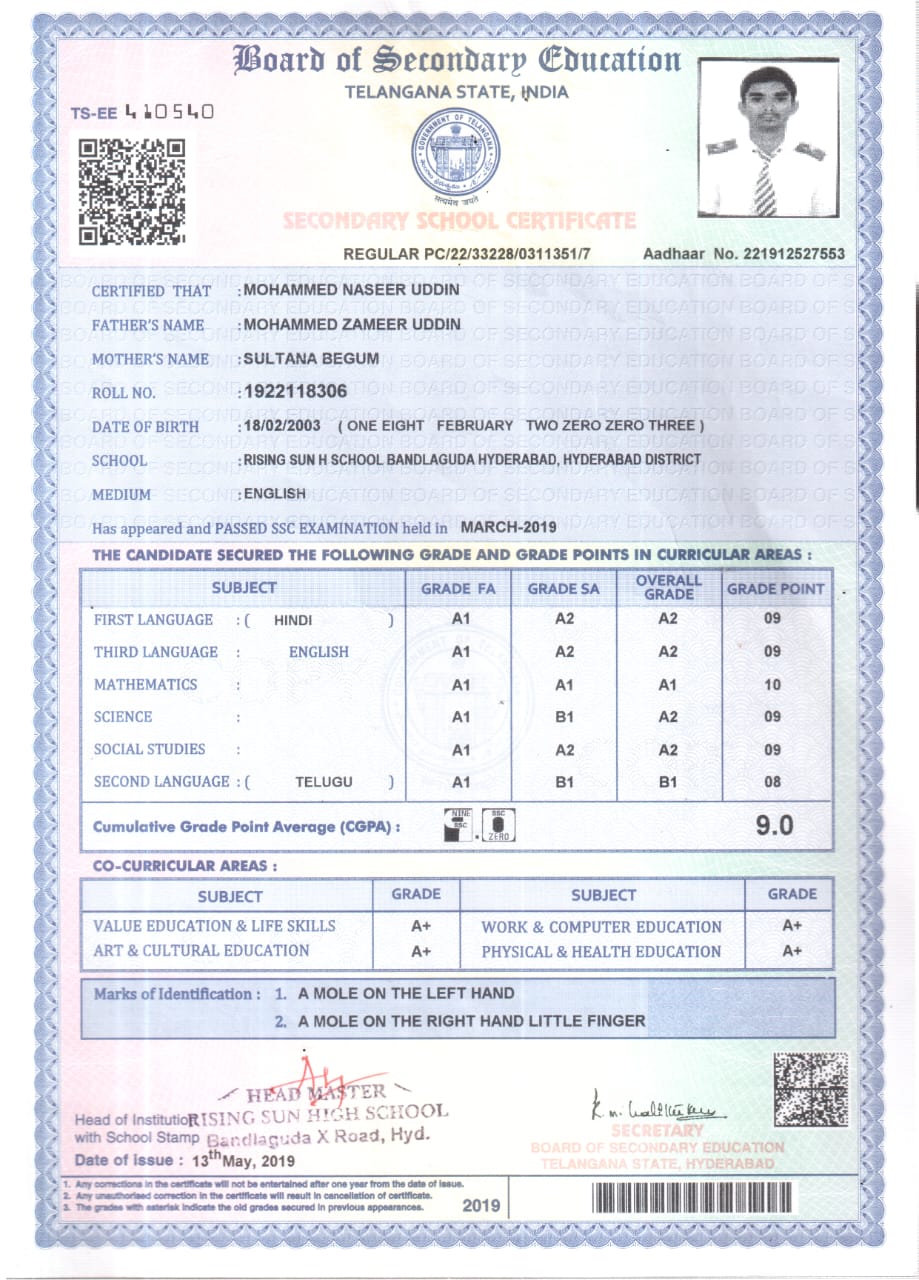 Board of Secondary Education
TELANGANA STATE, INDIA
TS-EE 410540
GOVERNMENT OF TELANGANA
सत्यमेव जयते
SECONDARY SCHOOL CERTIFICATE
REGULAR PC/22/33228/0311351/7 Aadhaar No. 221912527553
CERTIFIED THAT : MOHAMMED NASEER UDDIN
FATHER'S NAME : MOHAMMED ZAMEER UDDIN
MOTHER'S NAME : SULTANA BEGUM
ROLL NO. : 1922118306
DATE OF BIRTH : 18/02/2003 ( ONE EIGHT FEBRUARY TWO ZERO ZERO THREE )
SCHOOL : RISING SUN H SCHOOL BANDLAGUDA HYDERABAD, HYDERABAD DISTRICT
MEDIUM : ENGLISH
Has appeared and PASSED SSC EXAMINATION held in MARCH-2019
THE CANDIDATE SECURED THE FOLLOWING GRADE AND GRADE POINTS IN CURRICULAR AREAS :
SUBJECT GRADE FA GRADE SA OVERALL GRADE GRADE POINT
FIRST LANGUAGE : ( HINDI ) A1 A2 A2 09
THIRD LANGUAGE : ENGLISH A1 A2 A2 09
MATHEMATICS : A1 A1 A1 10
SCIENCE : A1 B1 A2 09
SOCIAL STUDIES : A1 A2 A2 09
SECOND LANGUAGE : ( TELUGU ) A1 B1 B1 08
Cumulative Grade Point Average (CGPA) : NINE SSC . SSC ZERO 9.0
CO-CURRICULAR AREAS :
SUBJECT GRADE SUBJECT GRADE
VALUE EDUCATION & LIFE SKILLS A+ WORK & COMPUTER EDUCATION A+
ART & CULTURAL EDUCATION A+ PHYSICAL & HEALTH EDUCATION A+
Marks of Identification : 1. A MOLE ON THE LEFT HAND
2. A MOLE ON THE RIGHT HAND LITTLE FINGER
HEAD MASTER
Head of Institution RISING SUN HIGH SCHOOL
with School Stamp Bandlaguda X Road, Hyd.
Date of Issue : 13th May, 2019
SECRETARY
BOARD OF SECONDARY EDUCATION
TELANGANA STATE, HYDERABAD
1. Any corrections in the certificate will not be entertained after one year from the date of issue.
2. Any unauthorised correction in the certificate will result in cancellation of certificate.
3. The grades with asterisk indicate the old grades secured in previous appearances.
2019